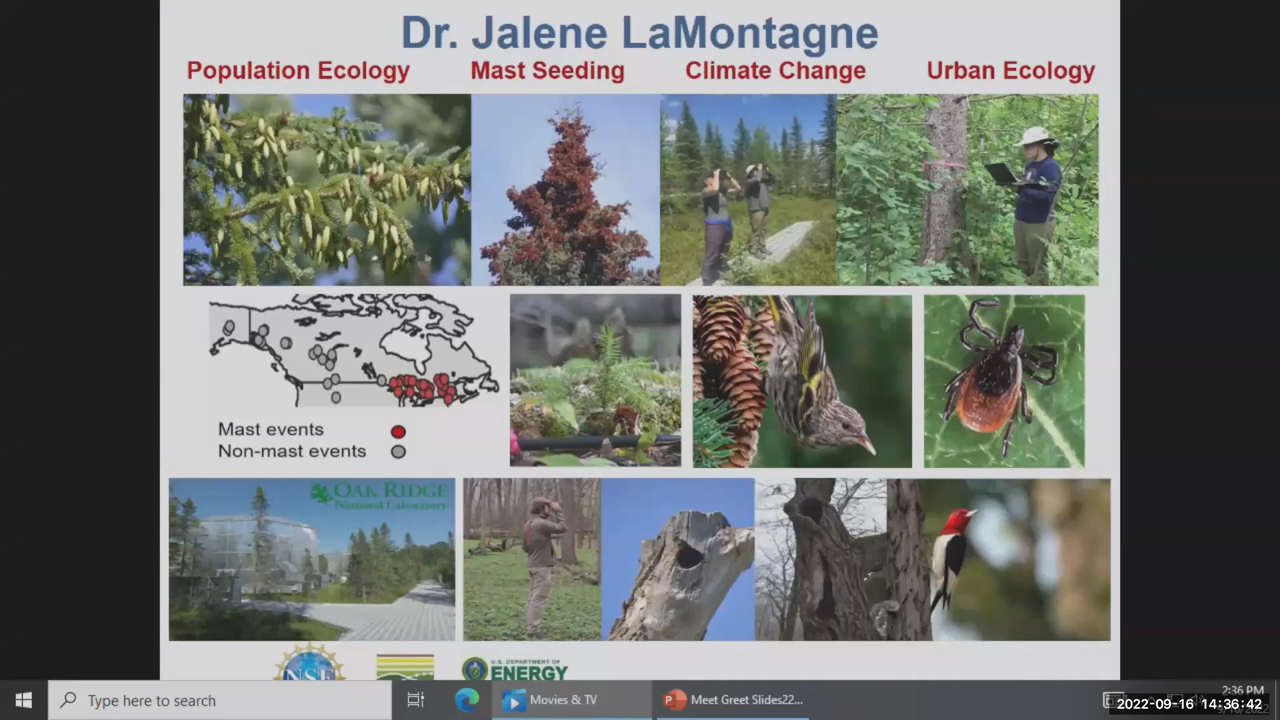 Dr. Jalene LaMontagne
Population Ecology Mast Seeding Climate Change Urban Ecology
Mast events
Non-mast events
OAK RIDGE
National Laboratory
NSF
U.S. DEPARTMENT OF
ENERGY
Type here to search
Movies & TV
Meet Greet Slides22...
2:36 PM
2022-09-16 14:36:42